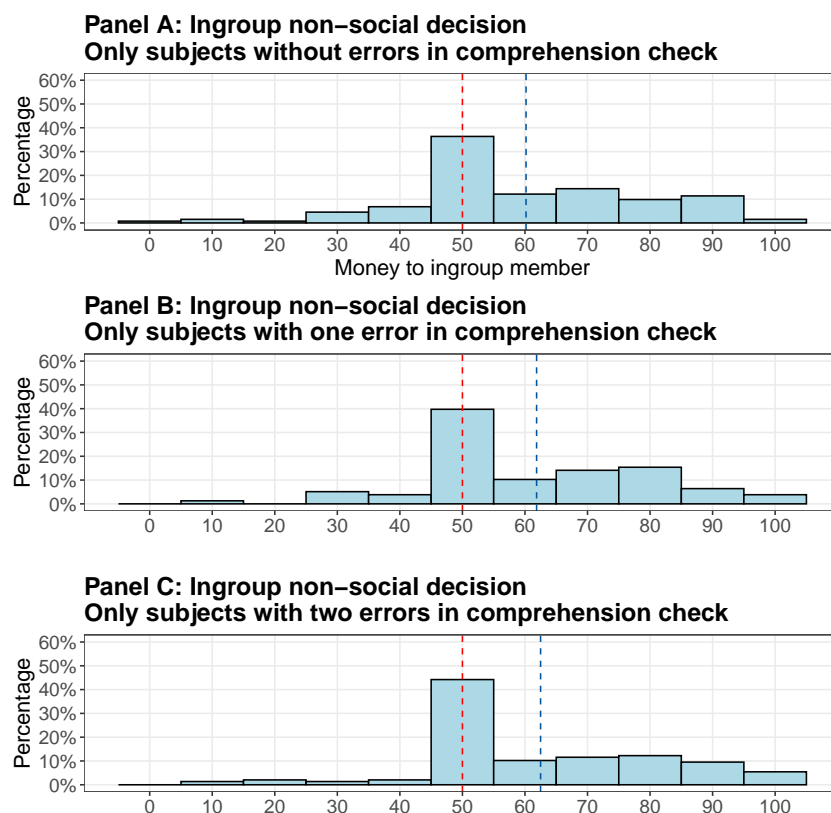 Panel A: Ingroup non−social decision
Only subjects without errors in comprehension check
60%
50%
40%
30%
20%
10%
0%
Percentage
0 10 20 30 40 50 60 70 80 90 100
Money to ingroup member
Panel B: Ingroup non−social decision
Only subjects with one error in comprehension check
60%
50%
40%
30%
20%
10%
0%
Percentage
0 10 20 30 40 50 60 70 80 90 100
Panel C: Ingroup non−social decision
Only subjects with two errors in comprehension check
60%
50%
40%
30%
20%
10%
0%
Percentage
0 10 20 30 40 50 60 70 80 90 100